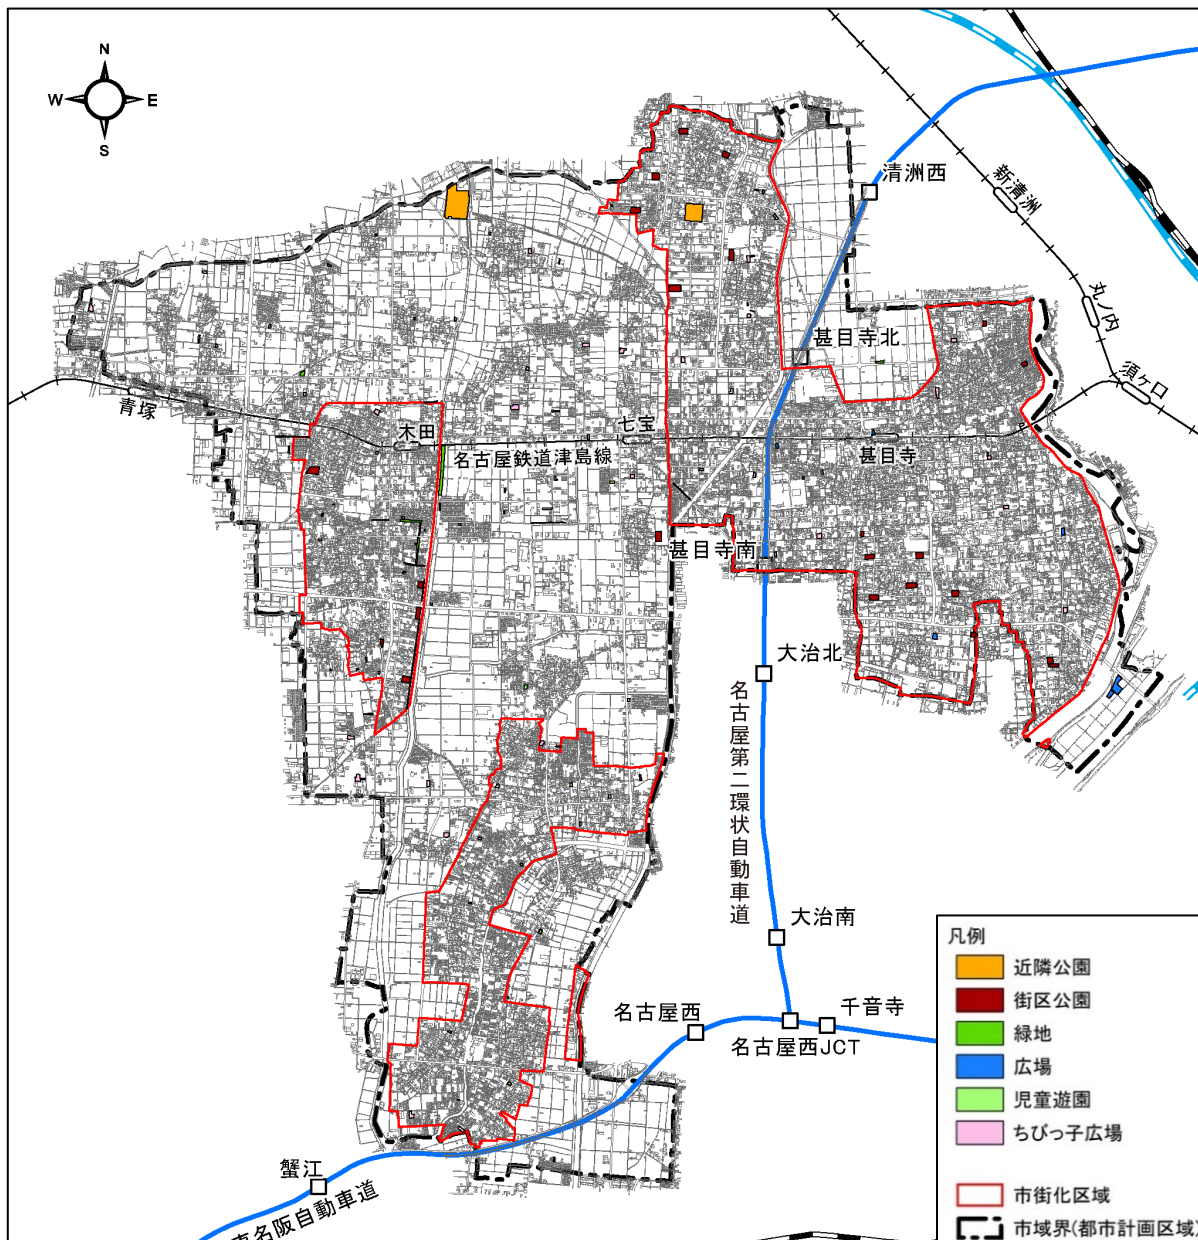 N
W
E
S
清洲西
新清洲
丸ノ内
須ヶ口
甚目寺北
青塚
木田
七宝
名古屋鉄道津島線
甚目寺
甚目寺南
大治北
名古屋第二環状自動車道
大治南
名古屋西
千音寺
名古屋西JCT
蟹江
東名阪自動車道
凡例
近隣公園
街区公園
緑地
広場
児童遊園
ちびっ子広場
市街化区域
市域界(都市計画区域)